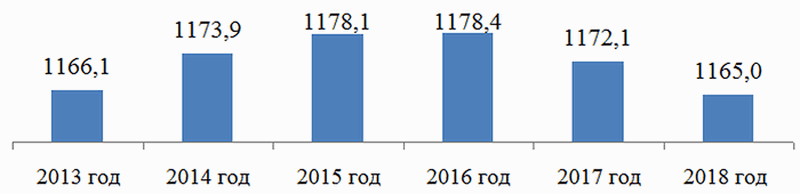 1166,1
1173,9
1178,1
1178,4
1172,1
1165,0
2013 год
2014 год
2015 год
2016 год
2017 год
2018 год